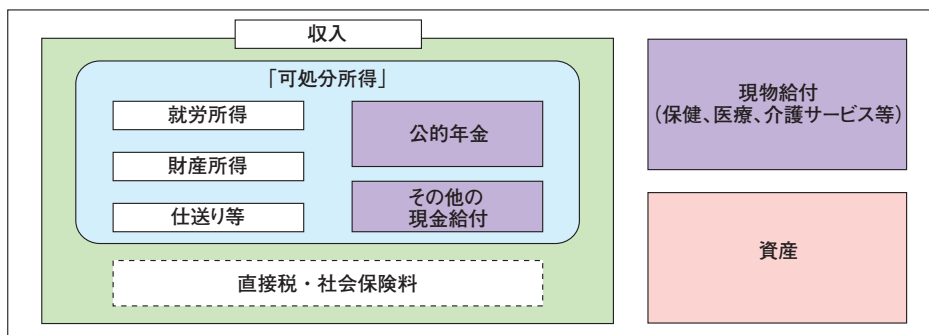 収入
「可処分所得」
就労所得
財産所得
仕送り等
公的年金
その他の
現金給付
直接税・社会保険料
現物給付
（保健、医療、介護サービス等）
資産